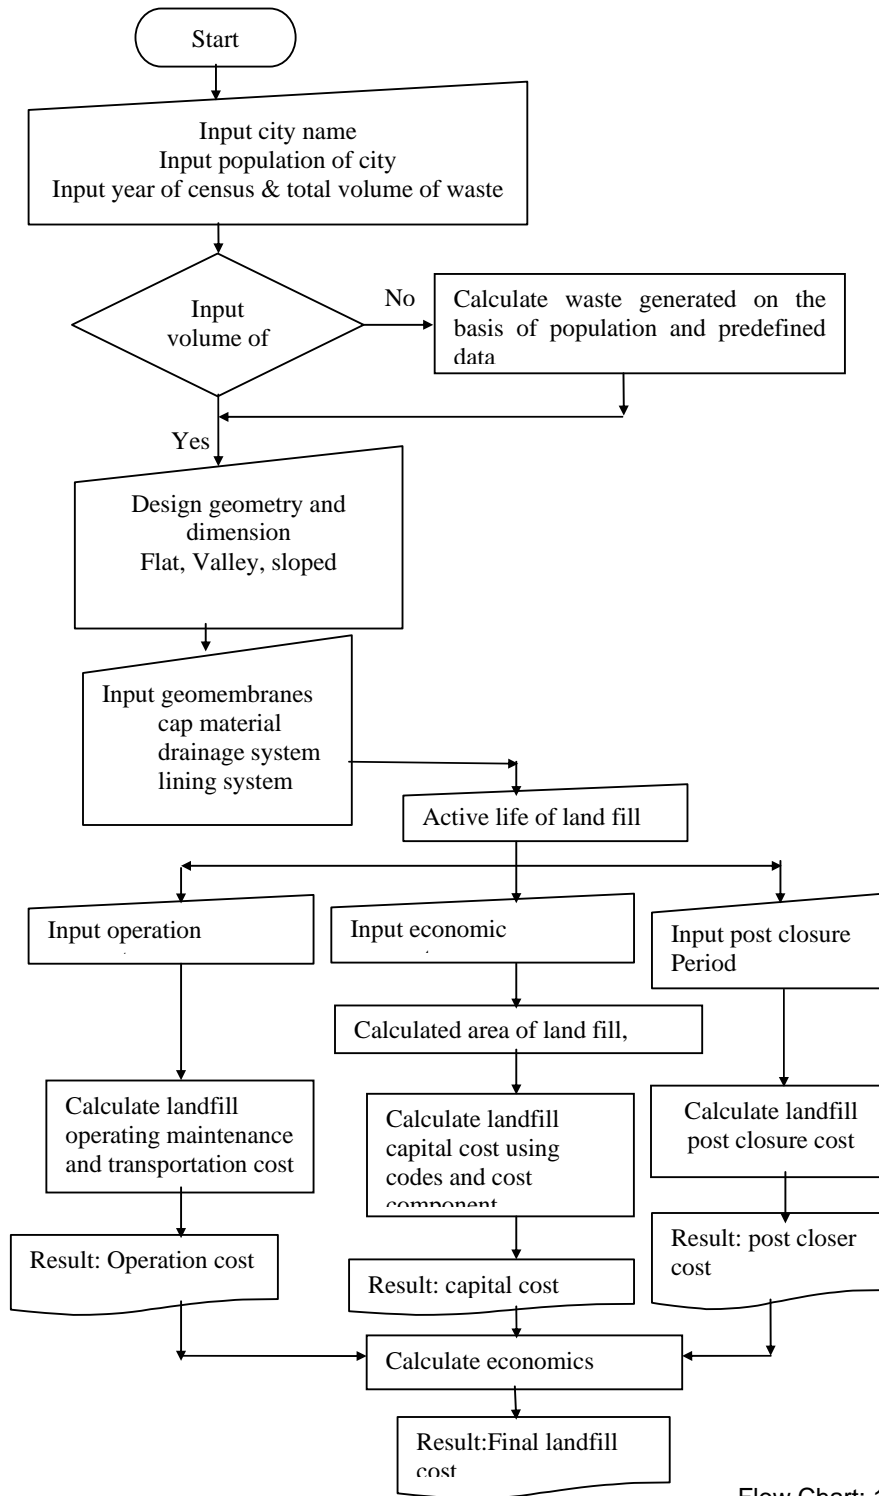 Start
Input city name
Input population of city
Input year of census & total volume of waste
Input
volume of
No
Calculate waste generated on the
basis of population and predefined
data
Yes
Design geometry and
dimension
Flat, Valley, sloped
Input geomembranes
cap material
drainage system
lining system
Active life of land fill
Input operation
Input economic
Input post closure
Period
Calculated area of land fill,
Calculate landfill
operating maintenance
and transportation cost
Calculate landfill
capital cost using
codes and cost
component
Calculate landfill
post closure cost
Result: Operation cost
Result: capital cost
Result: post closer
cost
Calculate economics
Result:Final landfill
cost
Flow Chart: